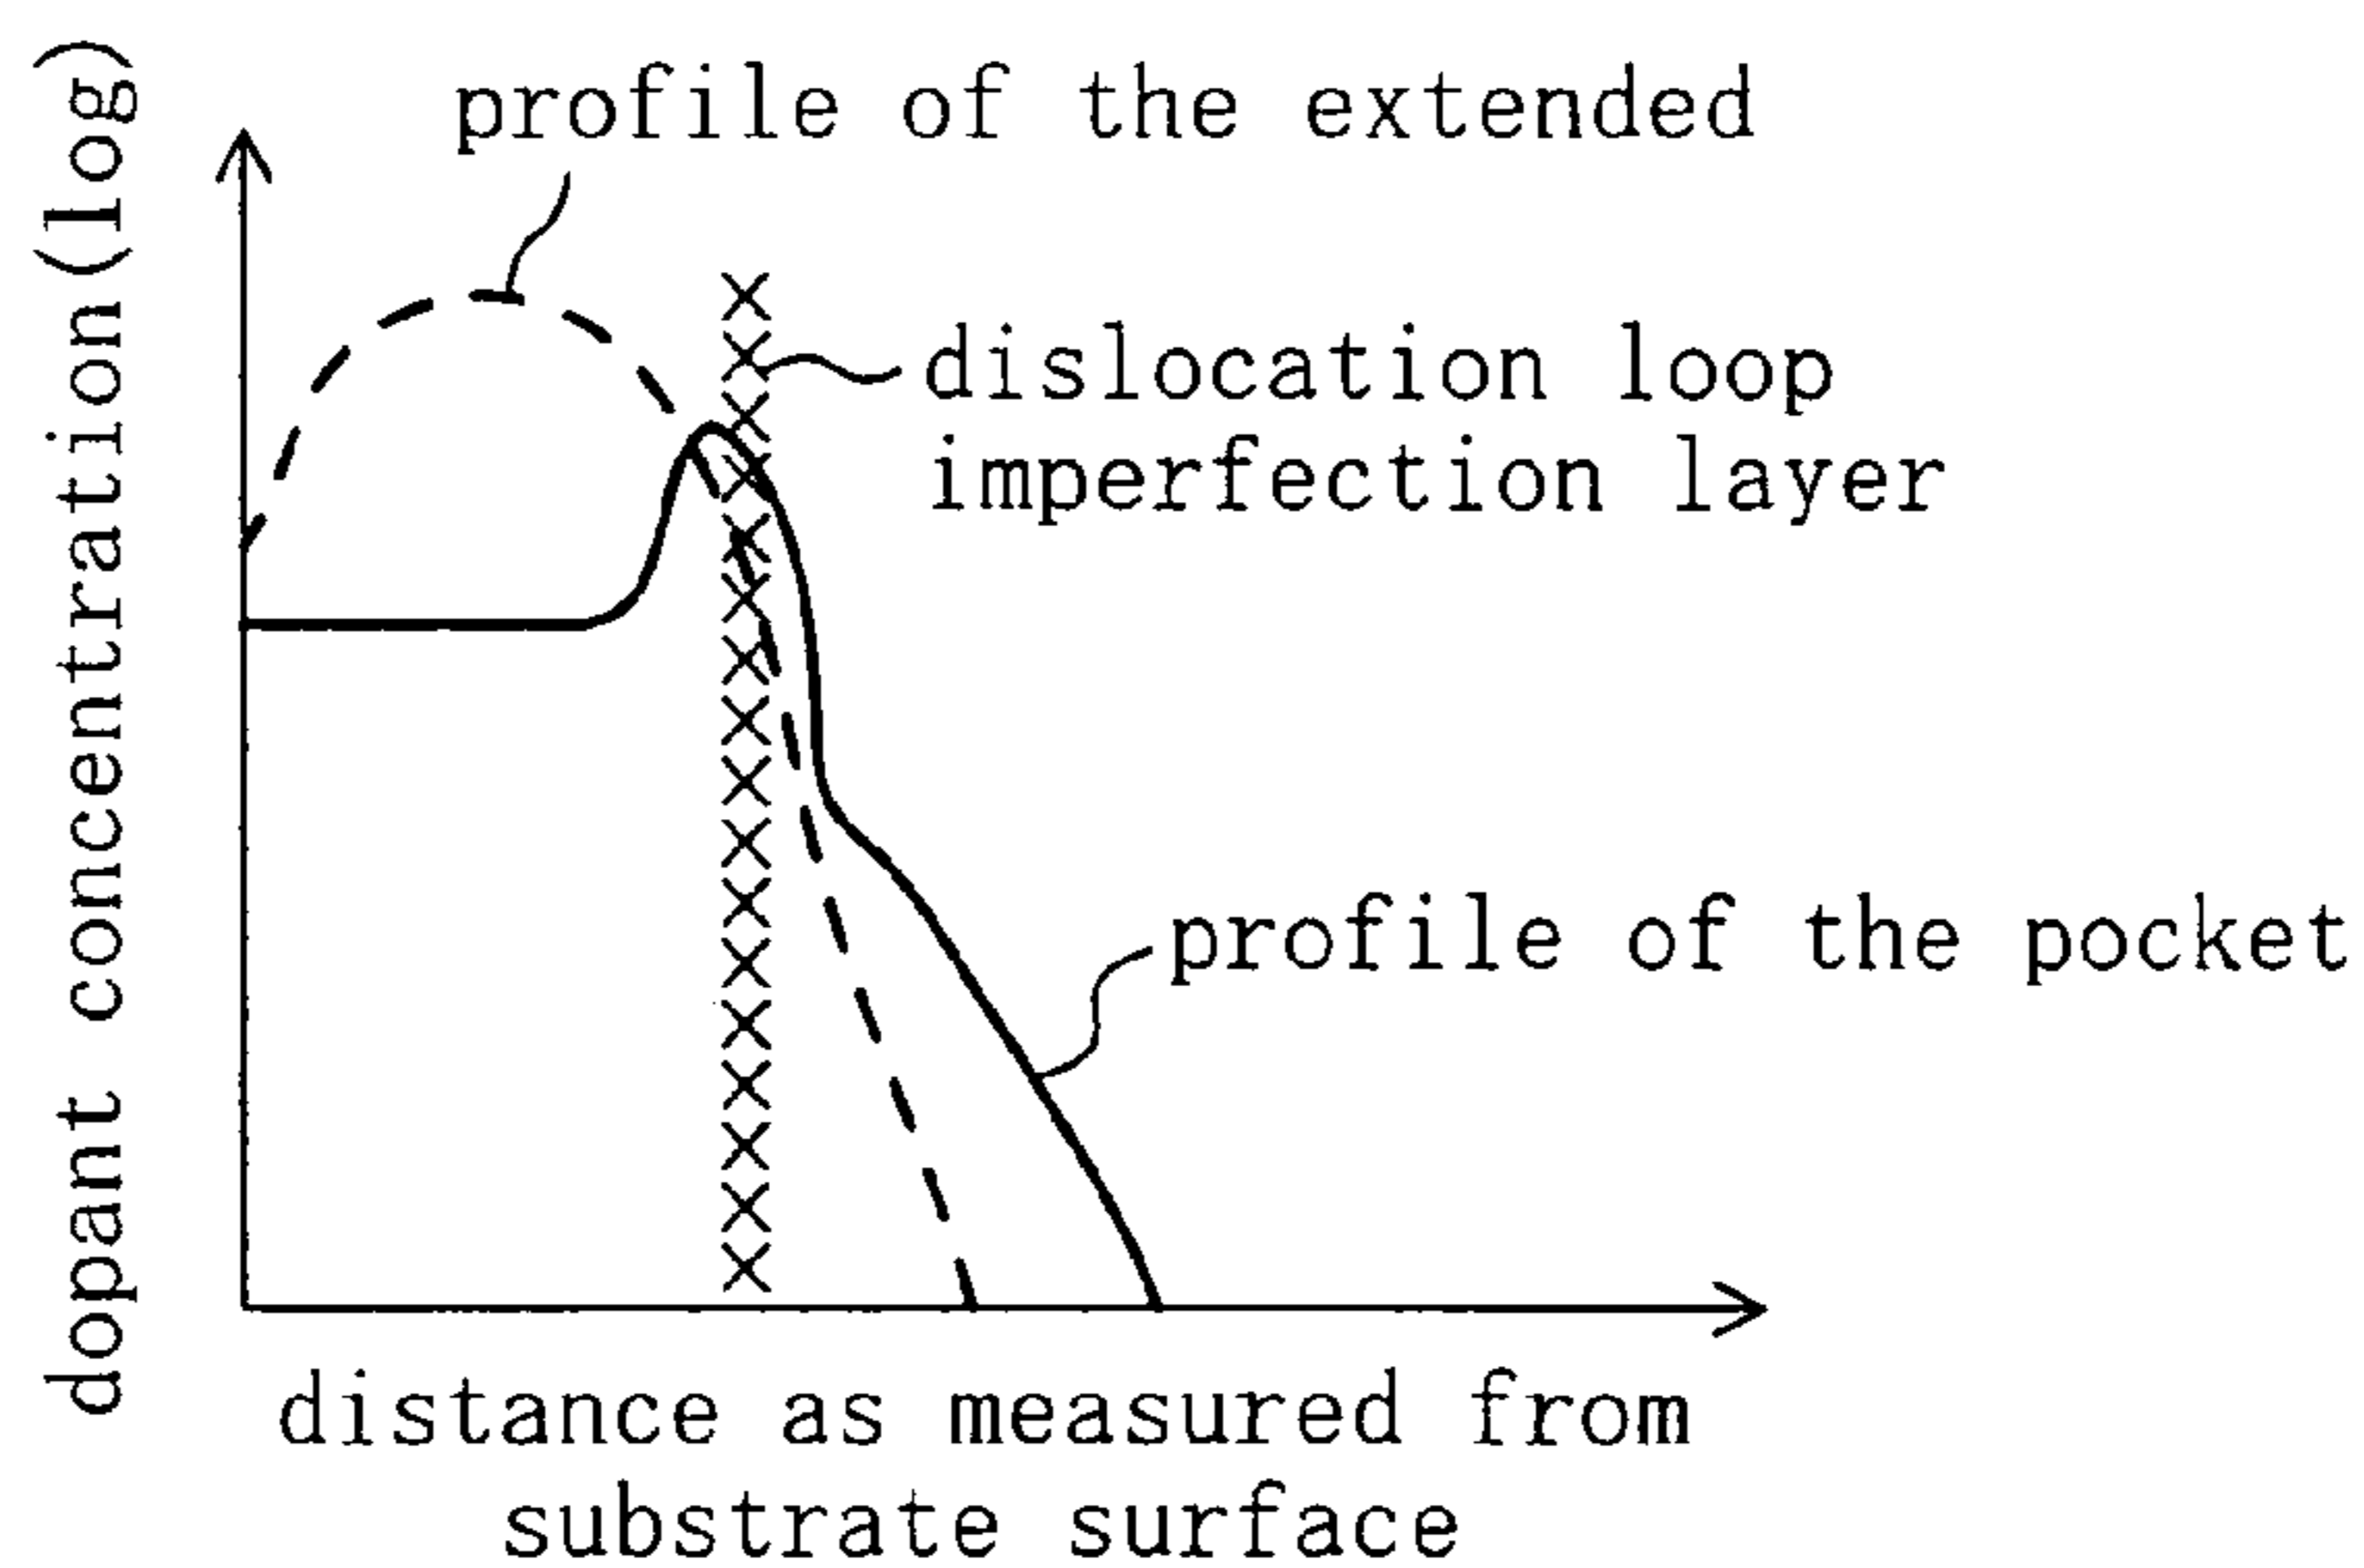 dopant concentration(log)
profile of the extended
dislocation loop
imperfection layer
profile of the pocket
distance as measured from
substrate surface